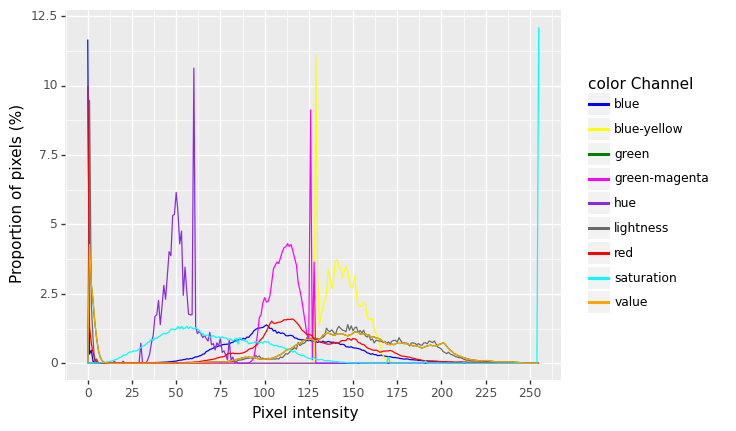 12.5
10
7.5
5
2.5
0
Proportion of pixels (%)
0 25 50 75 100 125 150 175 200 225 250
Pixel intensity
color Channel
blue
blue-yellow
green
green-magenta
hue
lightness
red
saturation
value